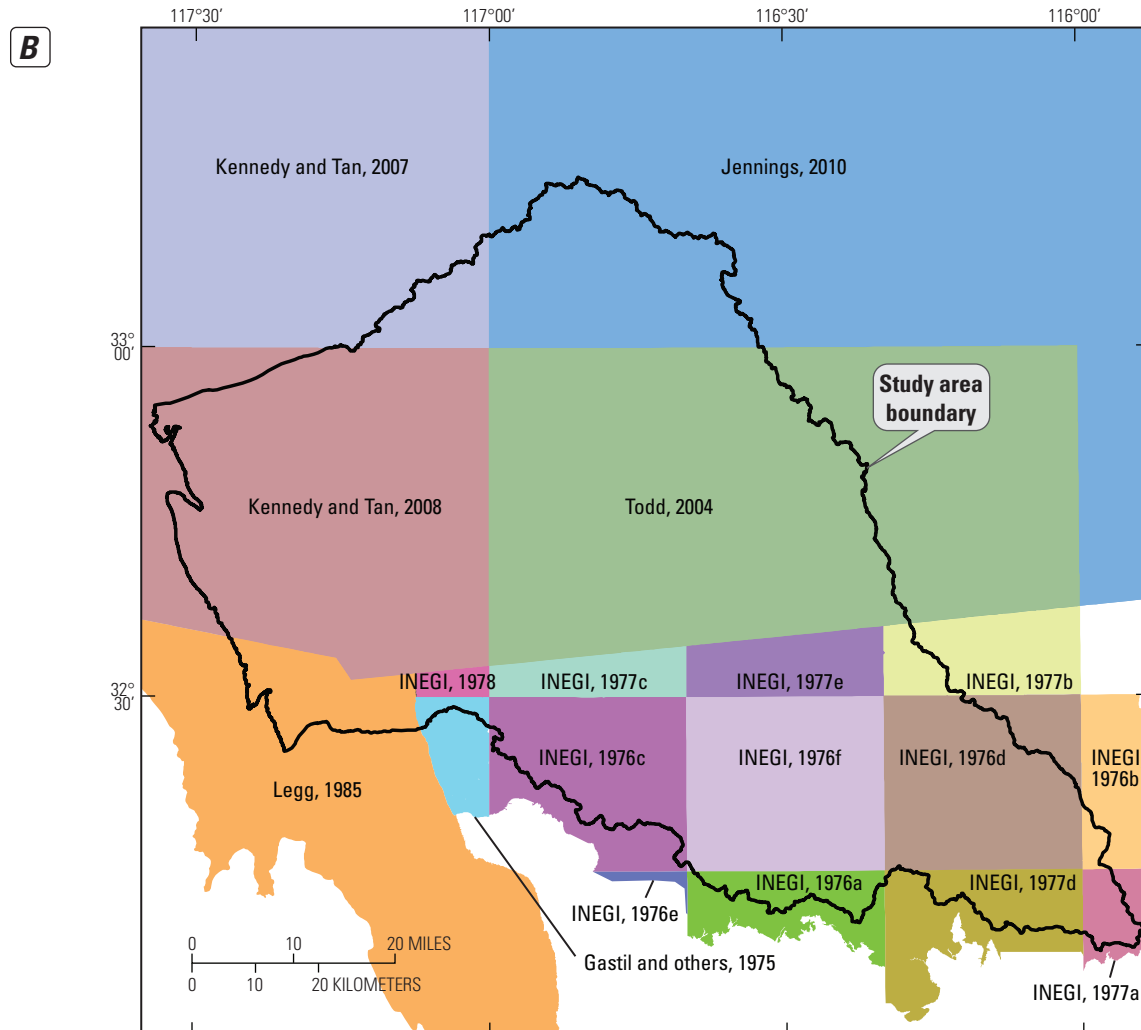 B
117°30'
117°00'
116°30'
116°00'
Kennedy and Tan, 2007
Jennings, 2010
33°
00'
Study area
boundary
Kennedy and Tan, 2008
Todd, 2004
INEGI, 1978
INEGI, 1977c
INEGI, 1977e
INEGI, 1977b
32°
30'
INEGI, 1976c
INEGI, 1976f
INEGI, 1976d
INEGI
1976b
Legg, 1985
INEGI, 1976a
INEGI, 1977d
INEGI, 1976e
0 10 20 MILES
0 10 20 KILOMETERS
Gastil and others, 1975
INEGI, 1977a